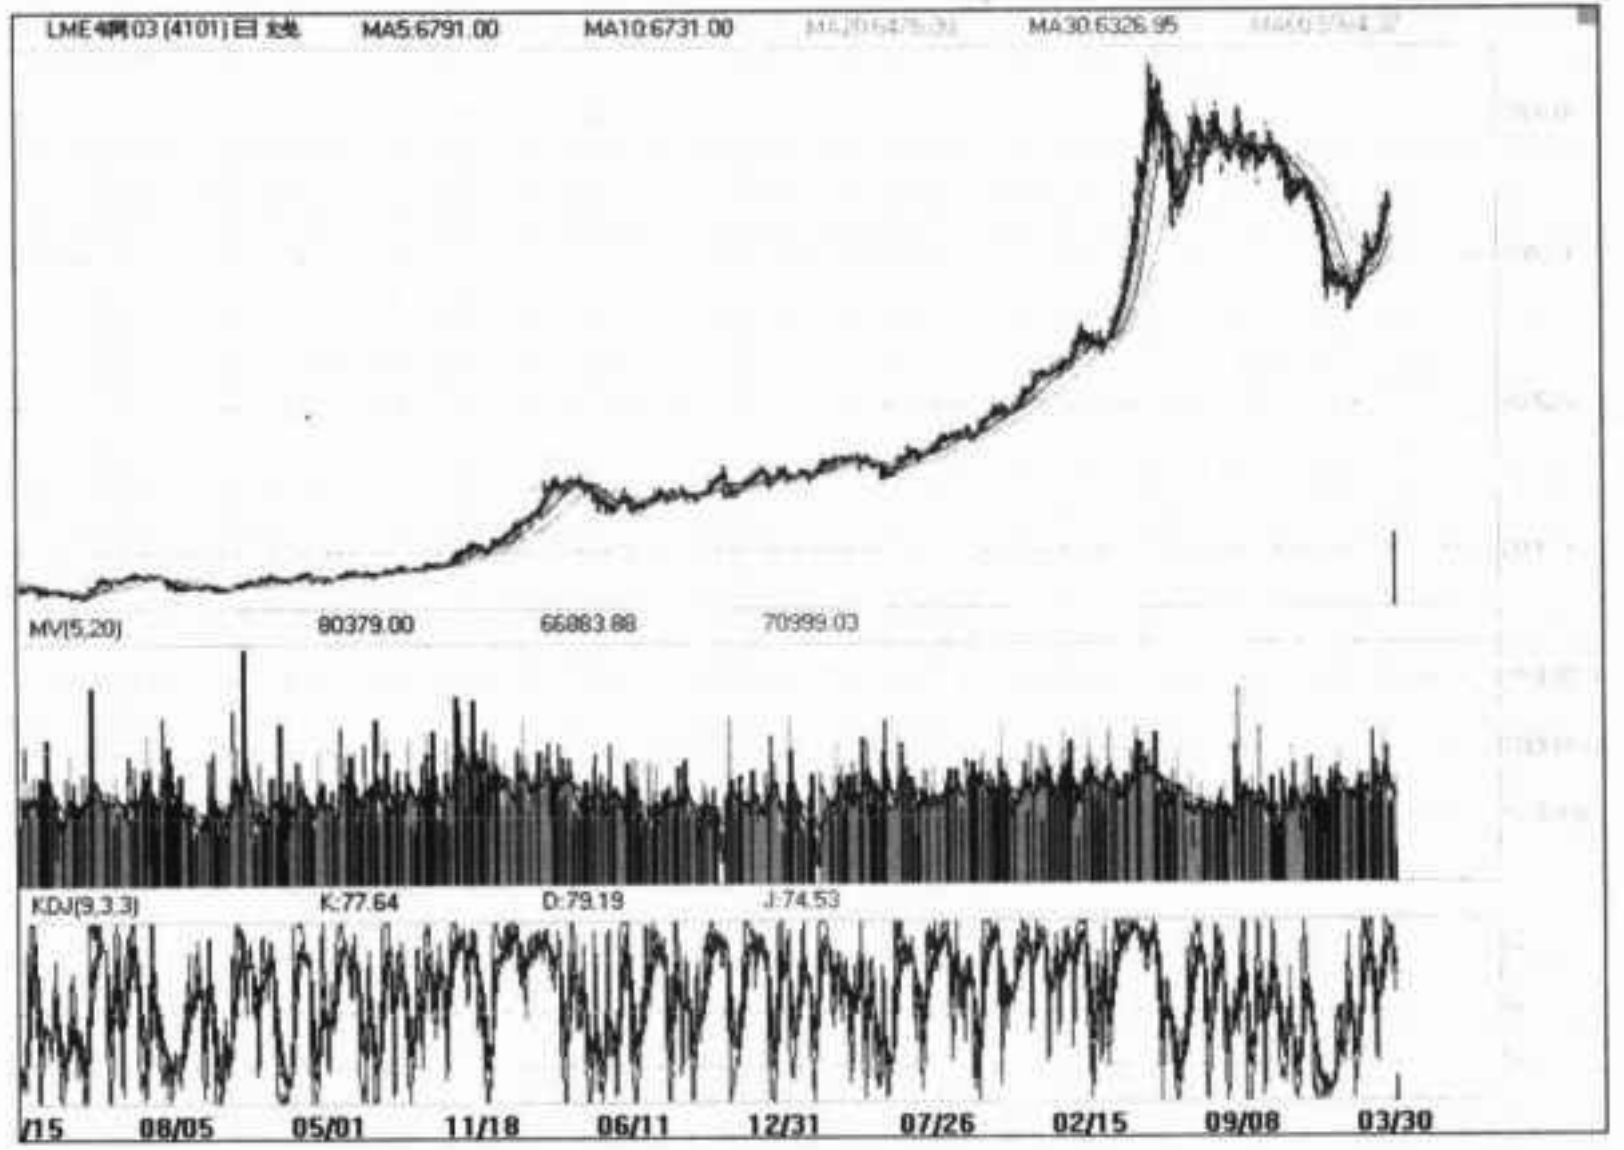 LME铜03 (4101) 日线 MA5:6791.00 MA10:6731.00 MA30:6326.95
MV(5,20) 80379.00 66883.88 70999.03
KDJ(9,3,3) K:77.64 D:79.19 J:74.53
/15 08/05 05/01 11/18 06/11 12/31 07/26 02/15 09/08 03/30